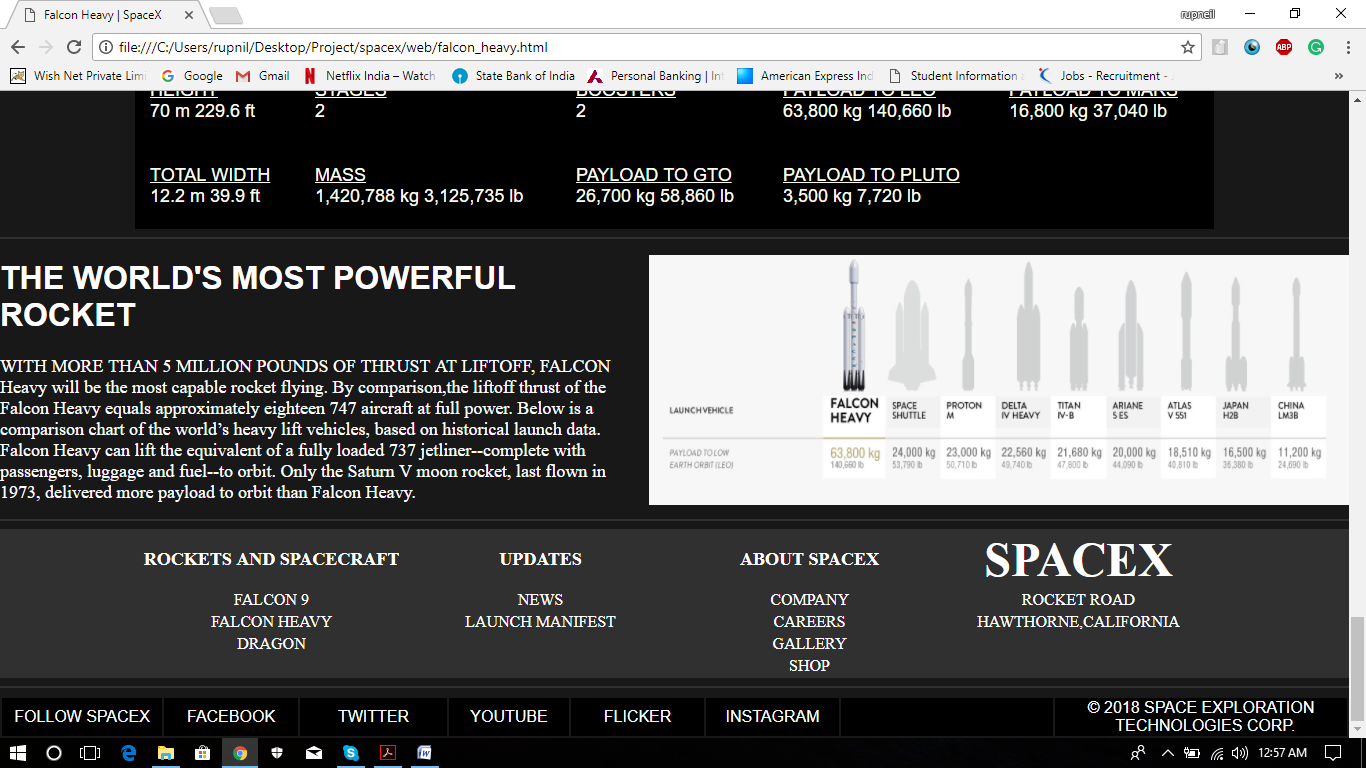 Falcon Heavy | SpaceX
rupneil
file:///C:/Users/rupnil/Desktop/Project/spacex/web/falcon_heavy.html
ABP
Wish Net Private Limi
Google
Gmail
Netflix India – Watch
State Bank of India
Personal Banking | Int
American Express Ind
Student Information a
Jobs - Recruitment -
»
HEIGHT STAGES BOOSTERS PAYLOAD TO LEO PAYLOAD TO MARS
70 m 229.6 ft 2 2 63,800 kg 140,660 lb 16,800 kg 37,040 lb
TOTAL WIDTH MASS PAYLOAD TO GTO PAYLOAD TO PLUTO
12.2 m 39.9 ft 1,420,788 kg 3,125,735 lb 26,700 kg 58,860 lb 3,500 kg 7,720 lb
THE WORLD'S MOST POWERFUL
ROCKET
WITH MORE THAN 5 MILLION POUNDS OF THRUST AT LIFTOFF, FALCON
Heavy will be the most capable rocket flying. By comparison,the liftoff thrust of the
Falcon Heavy equals approximately eighteen 747 aircraft at full power. Below is a
comparison chart of the world’s heavy lift vehicles, based on historical launch data.
Falcon Heavy can lift the equivalent of a fully loaded 737 jetliner--complete with
passengers, luggage and fuel--to orbit. Only the Saturn V moon rocket, last flown in
1973, delivered more payload to orbit than Falcon Heavy.
LAUNCH VEHICLE
FALCON
HEAVY
SPACE
SHUTTLE
PROTON
M
DELTA
IV HEAVY
TITAN
IV-B
ARIANE
5 ES
ATLAS
V 551
JAPAN
H2B
CHINA
LM3B
PAYLOAD TO LOW
EARTH ORBIT (LEO)
63,800 kg 24,000 kg 23,000 kg 22,560 kg 21,680 kg 20,000 kg 18,510 kg 16,500 kg 11,200 kg
140,660 lb 53,790 lb 50,710 lb 49,740 lb 47,800 lb 44,090 lb 40,810 lb 36,380 lb 24,690 lb
ROCKETS AND SPACECRAFT
FALCON 9
FALCON HEAVY
DRAGON
UPDATES
NEWS
LAUNCH MANIFEST
ABOUT SPACEX
COMPANY
CAREERS
GALLERY
SHOP
SPACEX
ROCKET ROAD
HAWTHORNE,CALIFORNIA
FOLLOW SPACEX FACEBOOK TWITTER YOUTUBE FLICKER INSTAGRAM
© 2018 SPACE EXPLORATION
TECHNOLOGIES CORP.
12:57 AM